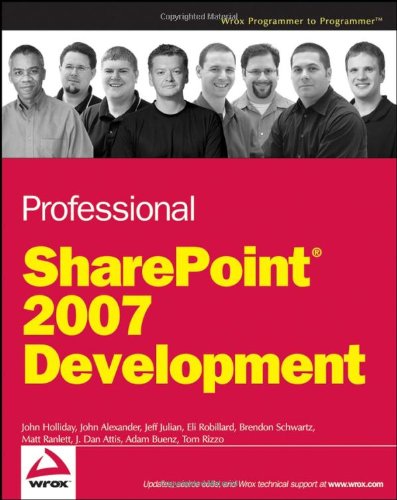 Copyrighted Material
Wrox Programmer to Programmer™
Professional
SharePoint®
2007
Development
John Holliday, John Alexander, Jeff Julian, Eli Robillard, Brendon Schwartz,
Matt Ranlett, J. Dan Attis, Adam Buenz, Tom Rizzo
wrox
Updates, source code, and Wrox technical support at www.wrox.com